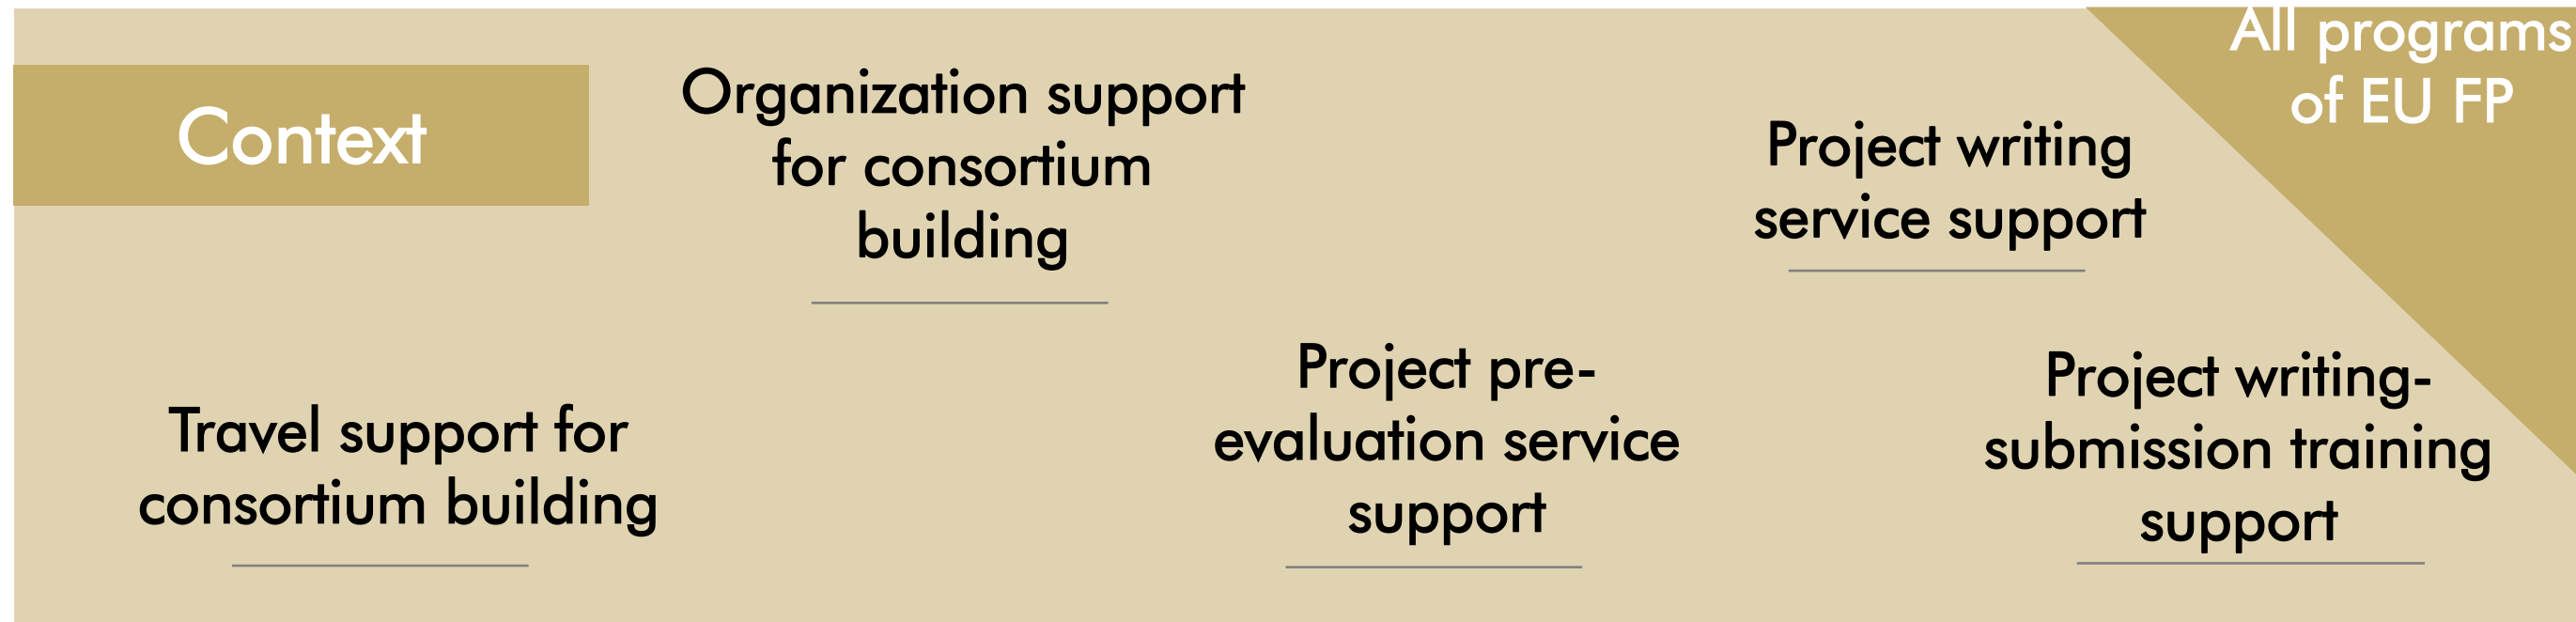 All programs
of EU FP
Context
Organization support
for consortium
building
Project writing
service support
Travel support for
consortium building
Project pre-
evaluation service
support
Project writing-
submission training
support